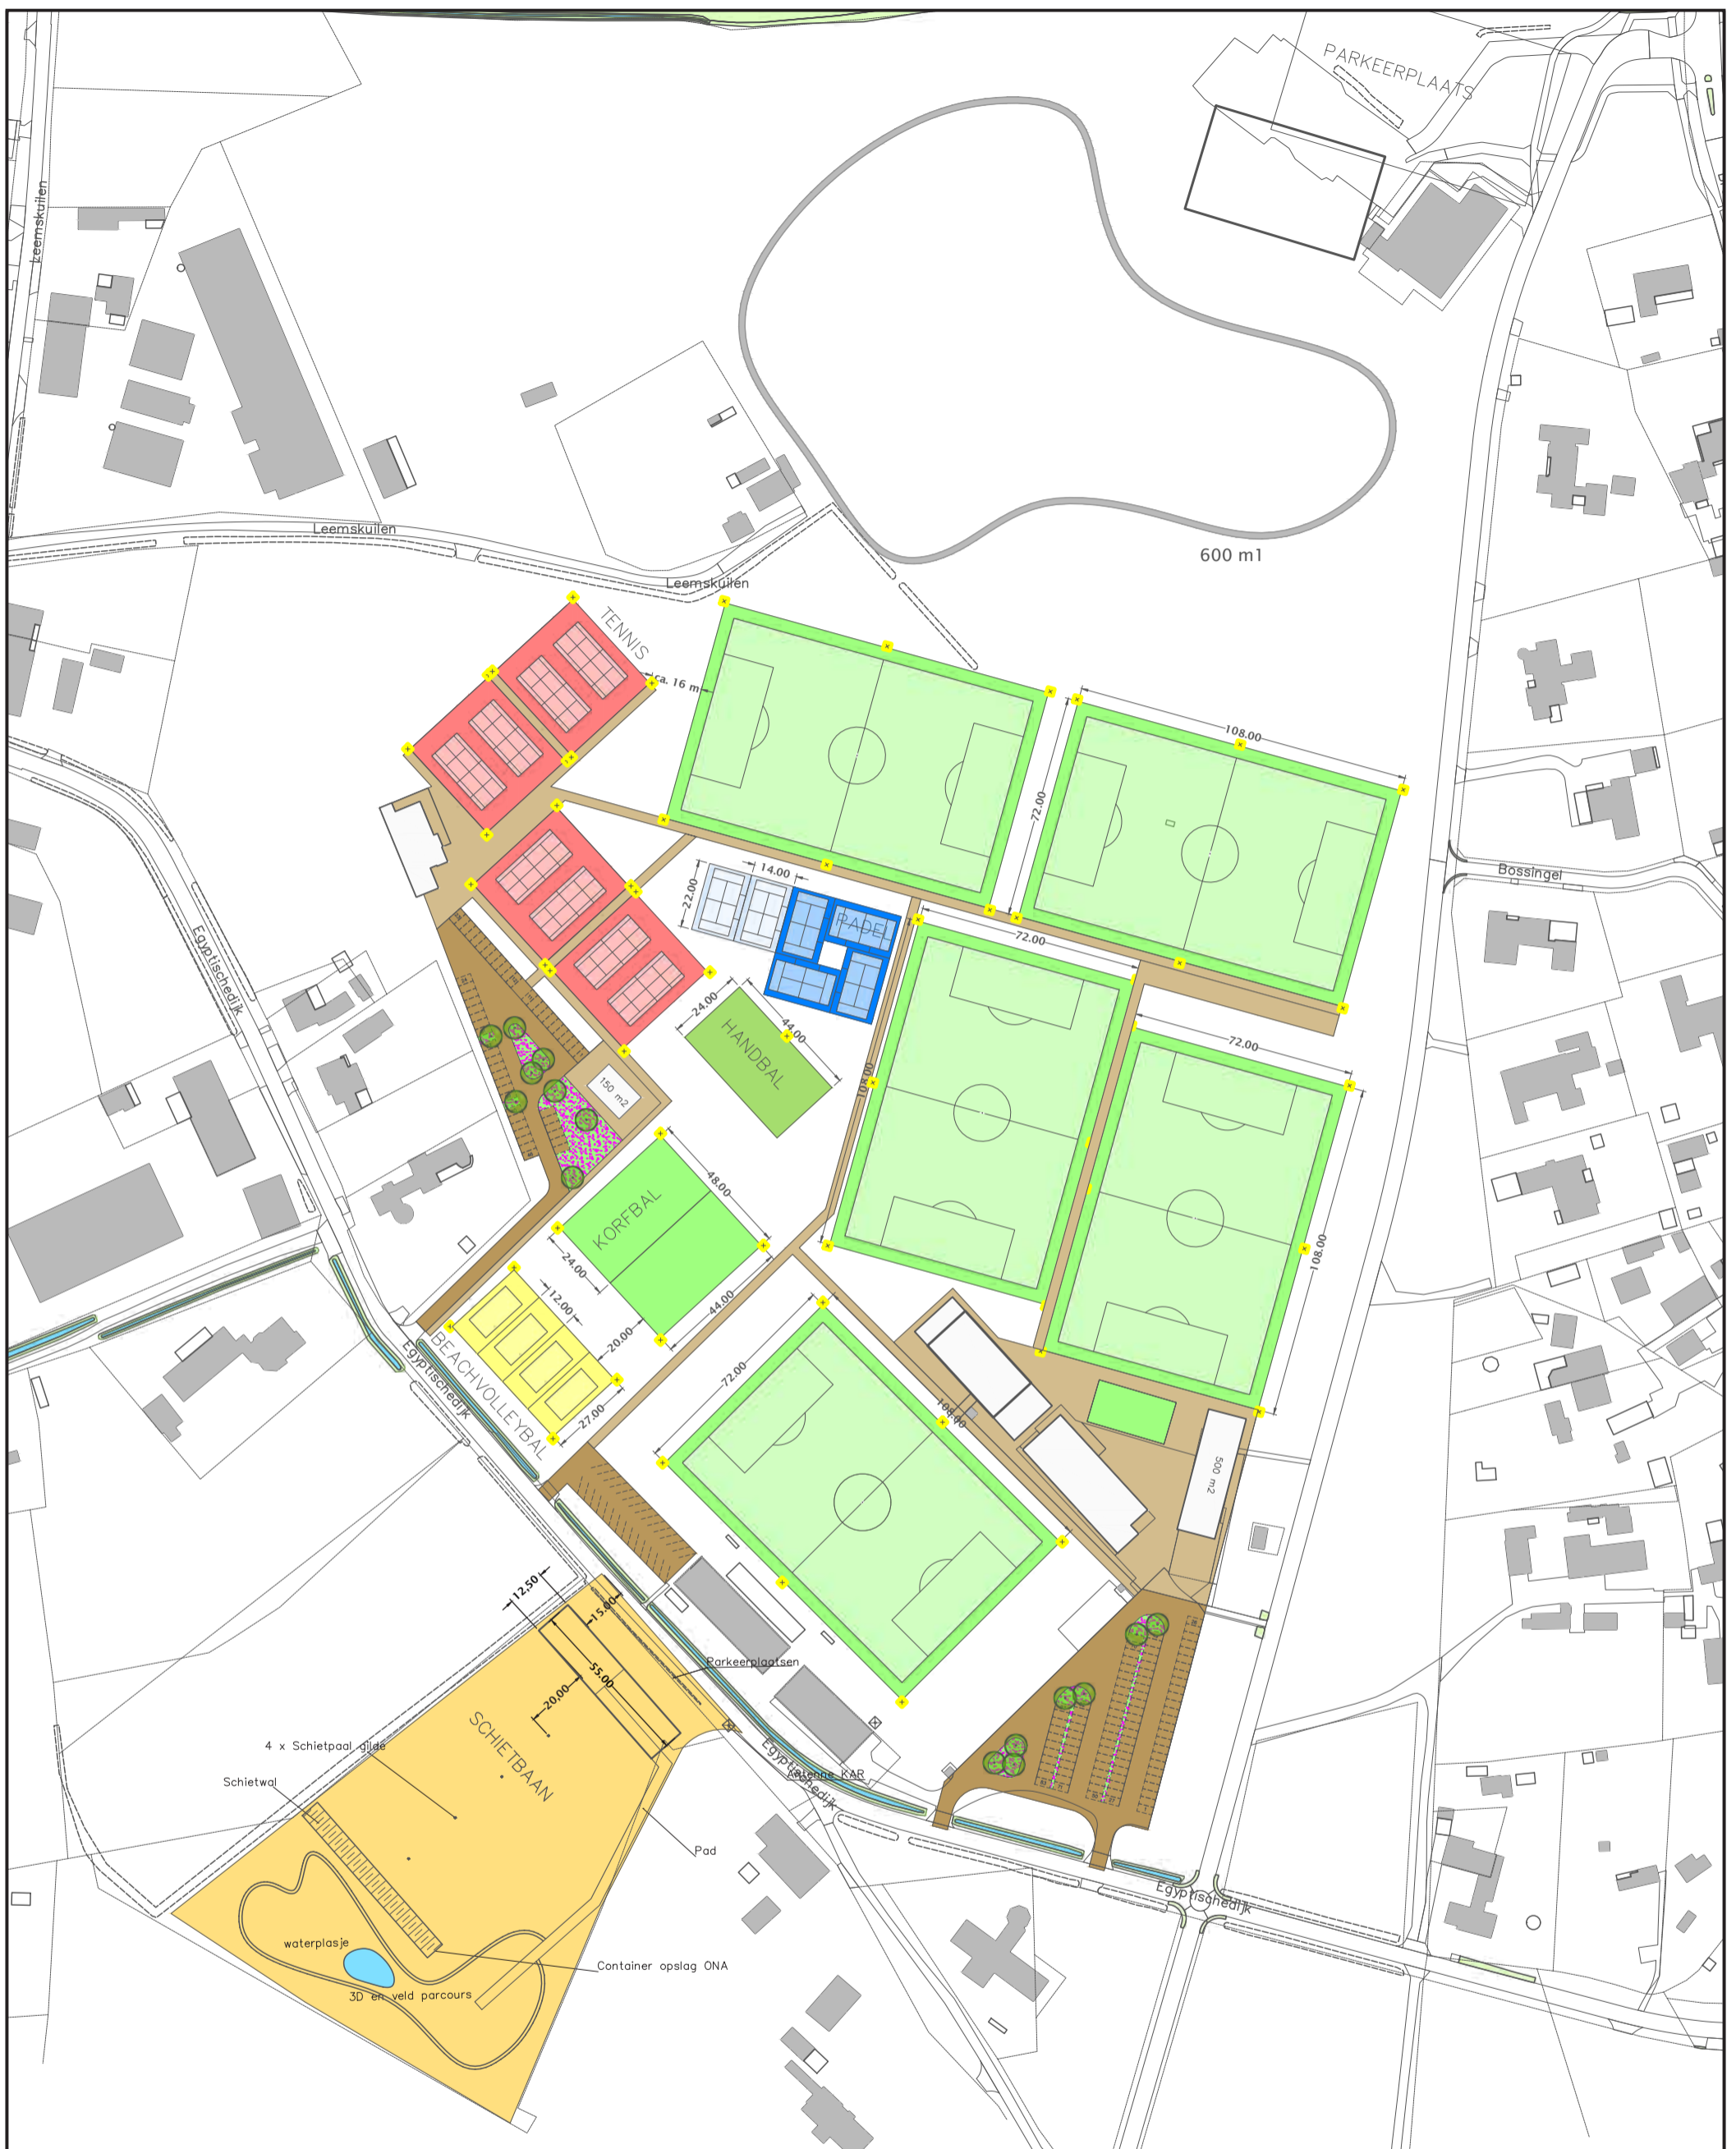 PARKEERPLAATS
Leemskuilen
Leemskuilen
Leemskuilen
600 m1
TENNIS
ca. 16 m
108.00
72.00
Bossingel
14.00
22.00
PADEL
72.00
Egyptischedijk
24.00
44.00
HANDBAL
72.00
108.00
150 m2
48.00
KORFBAL
24.00
108.00
12.00
44.00
20.00
BEACHVOLLEYBAL
Egyptischedijk
72.00
27.00
108.00
500 m2
12,50
15.00
55.00
20,00
Parkeerplaatsen
SCHIETBAAN
4 x Schietpaal gilde
Schietwal
Egyptischedijk
Antenne KAR
Pad
Egyptischedijk
waterplasje
Container opslag ONA
3D en veld parcours